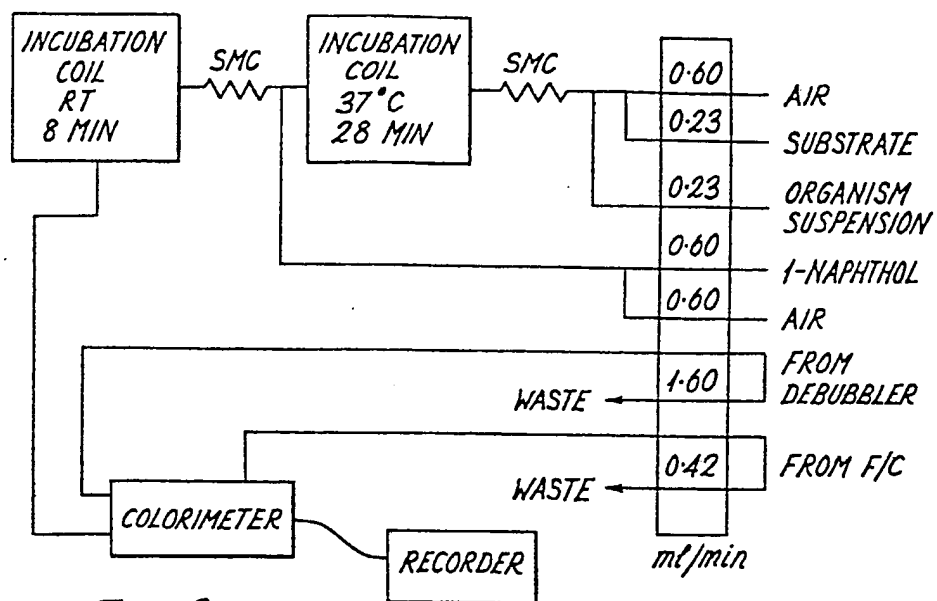 INCUBATION
COIL
RT
8 MIN
SMC
INCUBATION
COIL
37°C
28 MIN
SMC
0.60
AIR
0.23
SUBSTRATE
0.23
ORGANISM
SUSPENSION
0.60
1-NAPHTHOL
0.60
AIR
FROM
DEBUBBLER
1.60
WASTE
0.42
FROM F/C
WASTE
COLORIMETER
RECORDER
ml/min